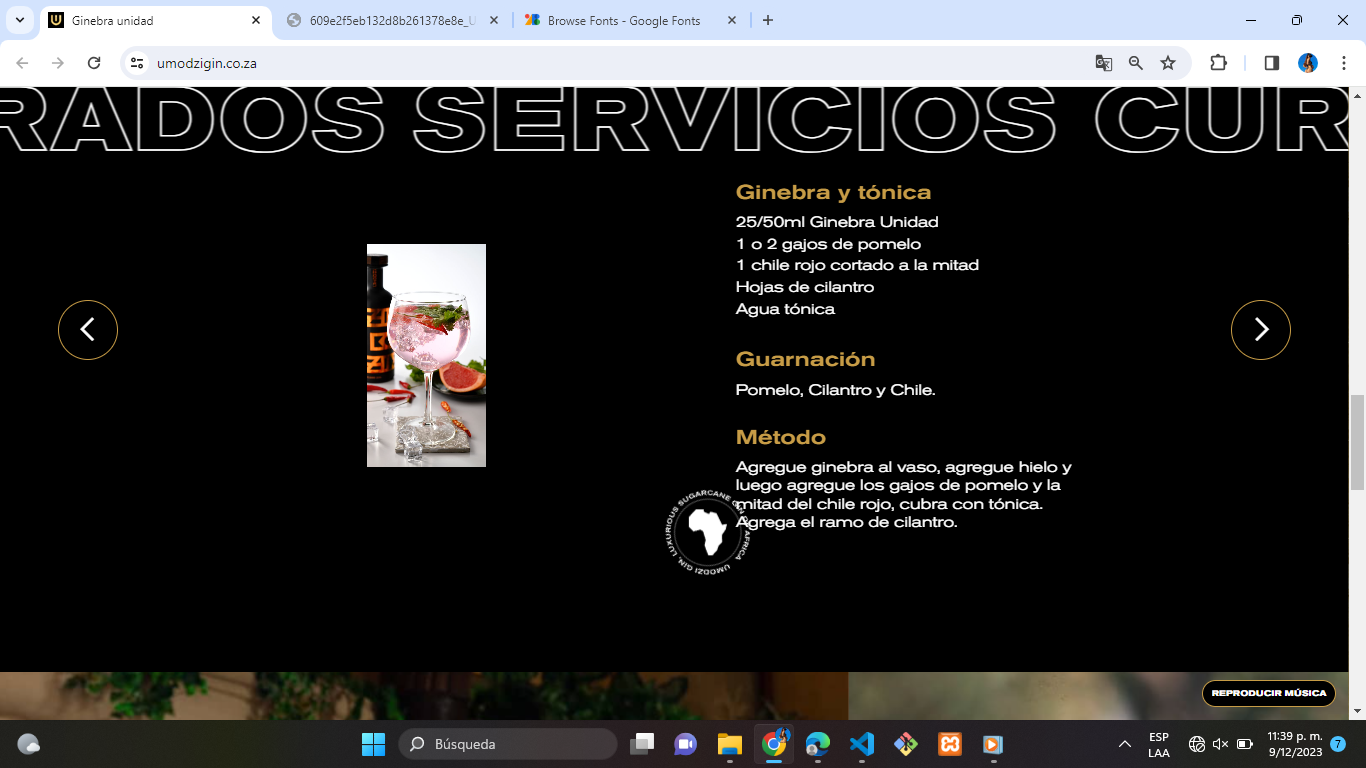 Ginebra unidad
609e2f5eb132d8b261378e8e_U
Browse Fonts - Google Fonts
umodzigin.co.za
RADOS SERVICIOS CUR
Ginebra y tónica
25/50ml Ginebra Unidad
1 o 2 gajos de pomelo
1 chile rojo cortado a la mitad
Hojas de cilantro
Agua tónica
Guarnación
Pomelo, Cilantro y Chile.
Método
Agregue ginebra al vaso, agregue hielo y
luego agregue los gajos de pomelo y la
mitad del chile rojo, cubra con tónica.
Agrega el ramo de cilantro.
UMODZI GIN, LUXURIOUS SUGARCANE GIN OF AFRICA
REPRODUCIR MÚSICA
Búsqueda
ESP
LAA
11:39 p. m.
9/12/2023
7